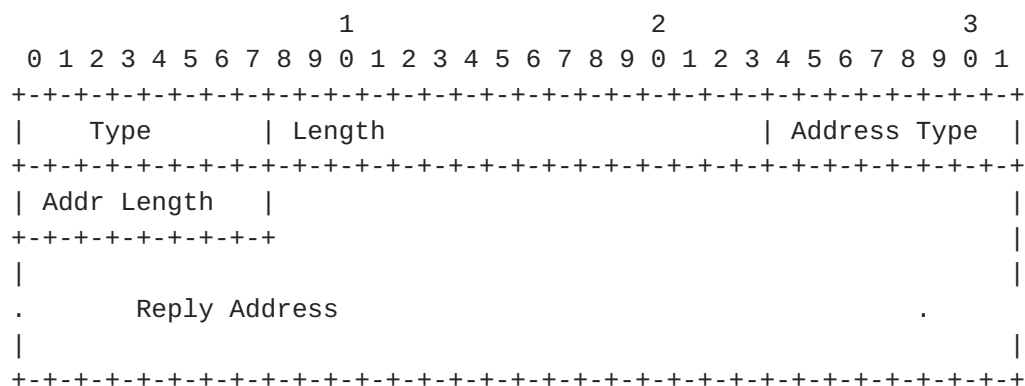 1                   2                   3
 0 1 2 3 4 5 6 7 8 9 0 1 2 3 4 5 6 7 8 9 0 1 2 3 4 5 6 7 8 9 0 1
+-+-+-+-+-+-+-+-+-+-+-+-+-+-+-+-+-+-+-+-+-+-+-+-+-+-+-+-+-+-+-+-+
|    Type       | Length                        | Address Type  |
+-+-+-+-+-+-+-+-+-+-+-+-+-+-+-+-+-+-+-+-+-+-+-+-+-+-+-+-+-+-+-+-+
| Addr Length   |                                               |
+-+-+-+-+-+-+-+-+                                               |
|                                                               |
.       Reply Address                                     .
|                                                               |
+-+-+-+-+-+-+-+-+-+-+-+-+-+-+-+-+-+-+-+-+-+-+-+-+-+-+-+-+-+-+-+-+